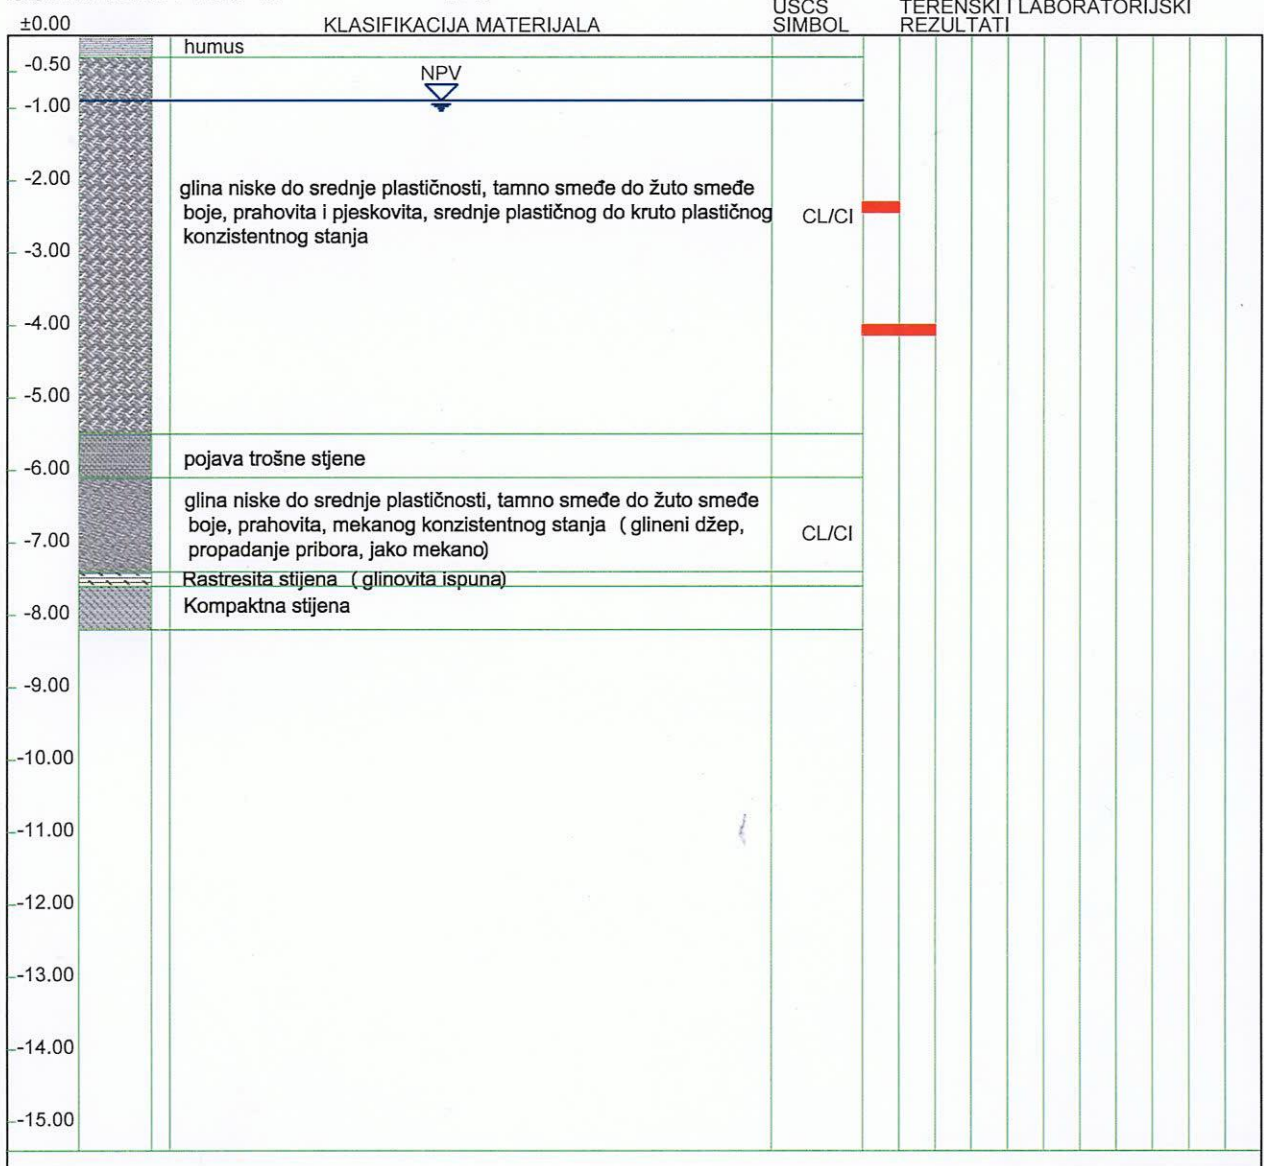 USCS
SIMBOL
TERENSKI I LABORATORIJSKI
REZULTATI
KLASIFIKACIJA MATERIJALA
±0.00
humus
-0.50
NPV
-1.00
-2.00
glina niske do srednje plastičnosti, tamno smeđe do žuto smeđe
boje, prahovita i pjeskovita, srednje plastičnog do kruto plastičnog
konzistentnog stanja
CL/CI
-3.00
-4.00
-5.00
pojava trošne stjene
-6.00
glina niske do srednje plastičnosti, tamno smeđe do žuto smeđe
boje, prahovita, mekanog konzistentnog stanja ( glineni džep,
propadanje pribora, jako mekano)
CL/CI
-7.00
Rastresita stijena ( glinovita ispuna)
Kompaktna stijena
-8.00
-9.00
-10.00
-11.00
-12.00
-13.00
-14.00
-15.00